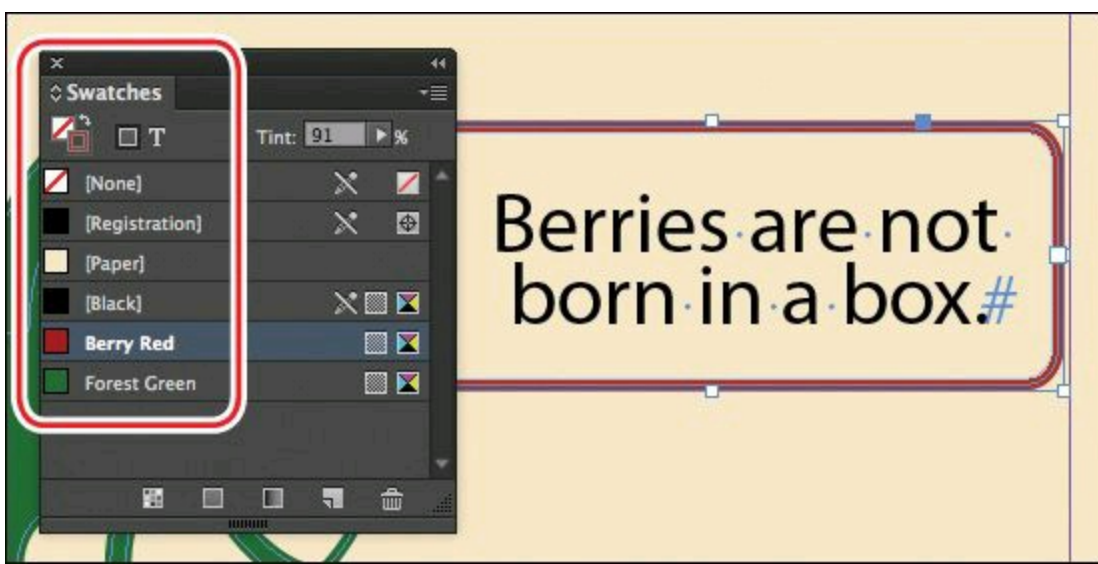 Swatches
T Tint: 91 %
[None]
[Registration]
[Paper]
[Black]
Berry Red
Forest Green
Berries are not
born in a box.#